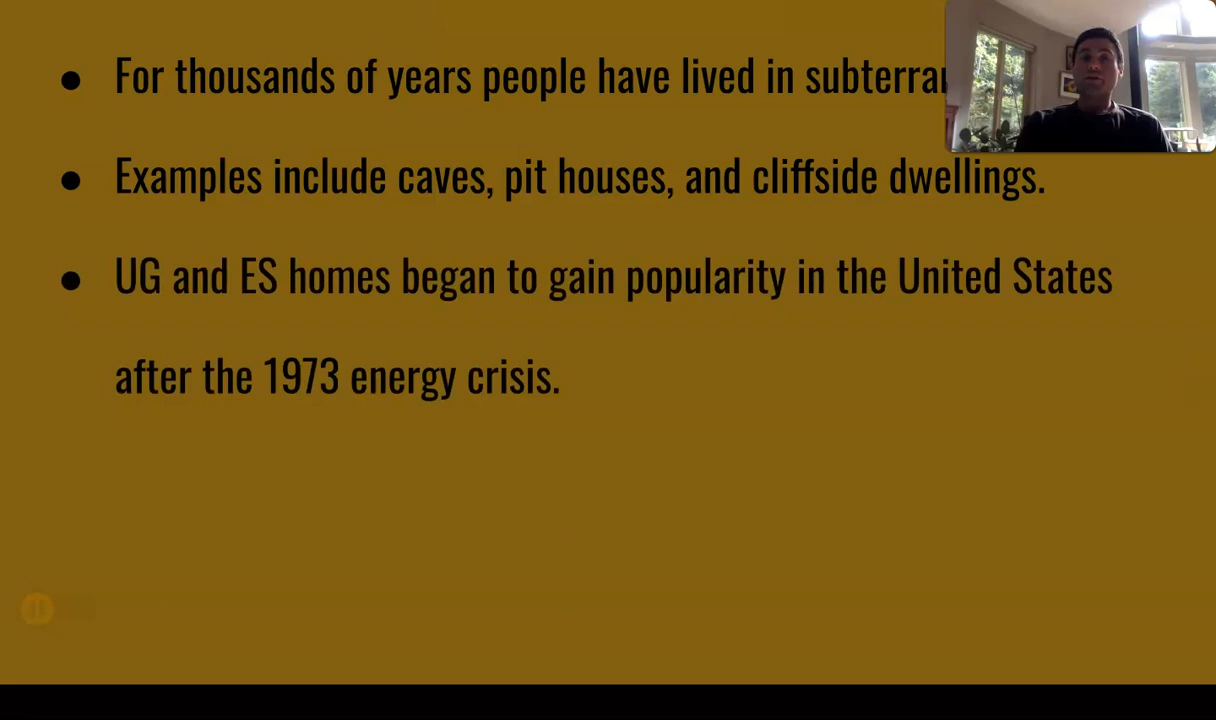 ● For thousands of years people have lived in
● Examples include caves, pit houses, and cliffside dwellings.
● UG and ES homes began to gain popularity in the United States
after the 1973 energy crisis.